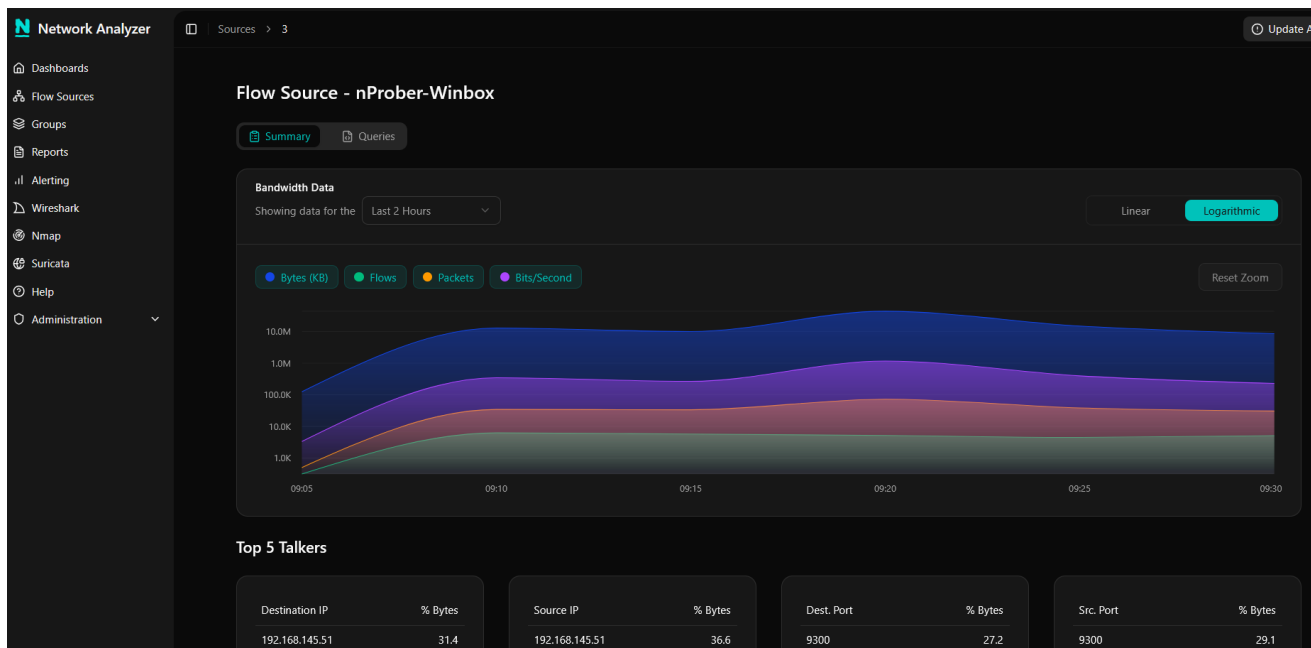 Network Analyzer
Sources > 3
Update A
Dashboards
Flow Sources
Groups
Reports
Alerting
Wireshark
Nmap
Suricata
Help
Administration
Flow Source - nProber-Winbox
Summary Queries
Bandwidth Data
Showing data for the Last 2 Hours
Linear Logarithmic
Bytes (KB) Flows Packets Bits/Second
Reset Zoom
10.0M
1.0M
100.0K
10.0K
1.0K
09:05 09:10 09:15 09:20 09:25 09:30
Top 5 Talkers
Destination IP % Bytes Source IP % Bytes Dest. Port % Bytes Src. Port % Bytes
192.168.145.51 31.4 192.168.145.51 36.6 9300 27.2 9300 29.1